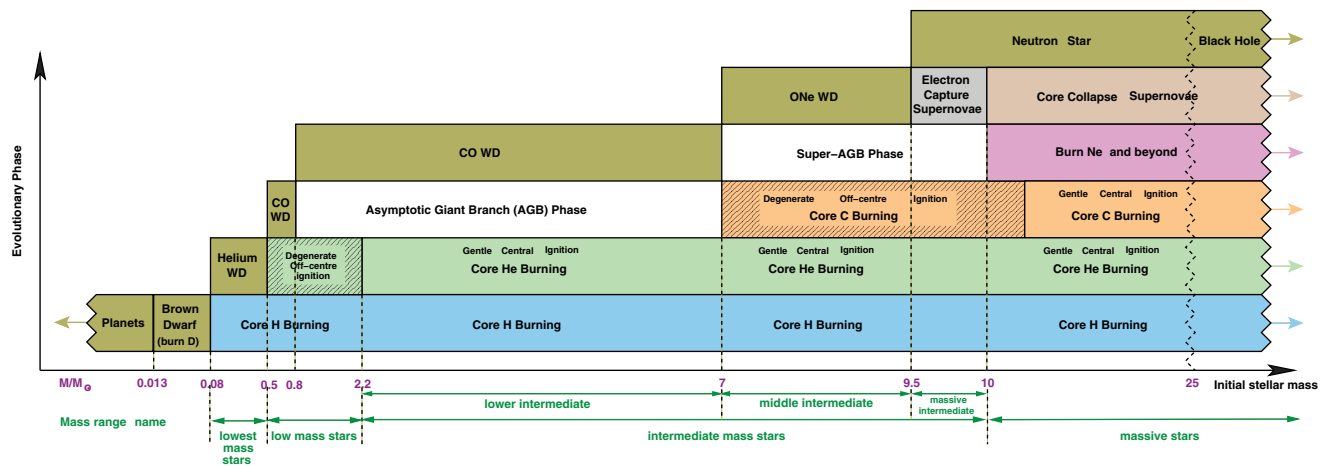 Neutron Star
Black Hole
Evolutionary Phase
ONe WD
Electron
Capture
Supernovae
Core Collapse Supernovae
CO WD
Super−AGB Phase
Burn Ne and beyond
CO
WD
Asymptotic Giant Branch (AGB) Phase
Degenerate Off−centre Ignition
Core C Burning
Gentle Central Ignition
Core C Burning
Helium
WD
Degenerate
Off−centre
Ignition
Gentle Central Ignition
Core He Burning
Gentle Central Ignition
Core He Burning
Gentle Central Ignition
Core He Burning
Planets
Brown
Dwarf
(burn D)
Core H Burning
Core H Burning
Core H Burning
Core H Burning
M/M⊙ 0.013 0.08 0.5 0.8 2.2 7 9.5 10 25 Initial stellar mass
lower intermediate
middle intermediate
massive
intermediate
Mass range name
lowest
mass
stars
low mass stars
intermediate mass stars
massive stars